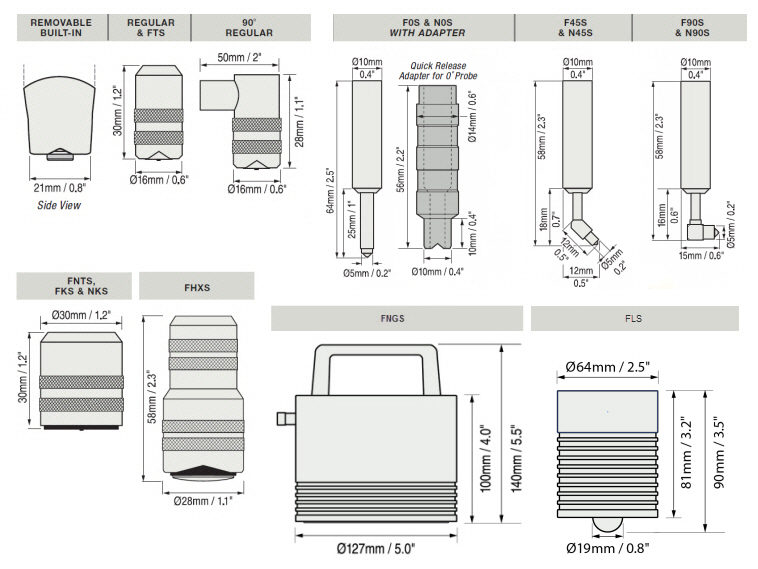 REMOVABLE
BUILT-IN
REGULAR
& FTS
90°
REGULAR
F0S & N0S
WITH ADAPTER
F45S
& N45S
F90S
& N90S
21mm / 0.8"
Side View
30mm / 1.2"
Ø16mm / 0.6"
50mm / 2"
28mm / 1.1"
Ø16mm / 0.6"
Ø10mm
0.4"
64mm / 2.5"
25mm / 1"
Ø5mm / 0.2"
Quick Release
Adapter for 0° Probe
Ø14mm / 0.6"
56mm / 2.2"
10mm / 0.4"
Ø10mm / 0.4"
Ø10mm
0.4"
58mm / 2.3"
18mm
0.7"
12mm
0.5"
Ø5mm
0.2"
12mm
0.5"
Ø10mm
0.4"
58mm / 2.3"
16mm
0.6"
Ø5mm / 0.2"
15mm / 0.6"
FNTS,
FKS & NKS
FHXS
FNGS
FLS
Ø30mm / 1.2"
30mm / 1.2"
58mm / 2.3"
Ø28mm / 1.1"
100mm / 4.0"
140mm / 5.5"
Ø127mm / 5.0"
Ø64mm / 2.5"
81mm / 3.2"
90mm / 3.5"
Ø19mm / 0.8"